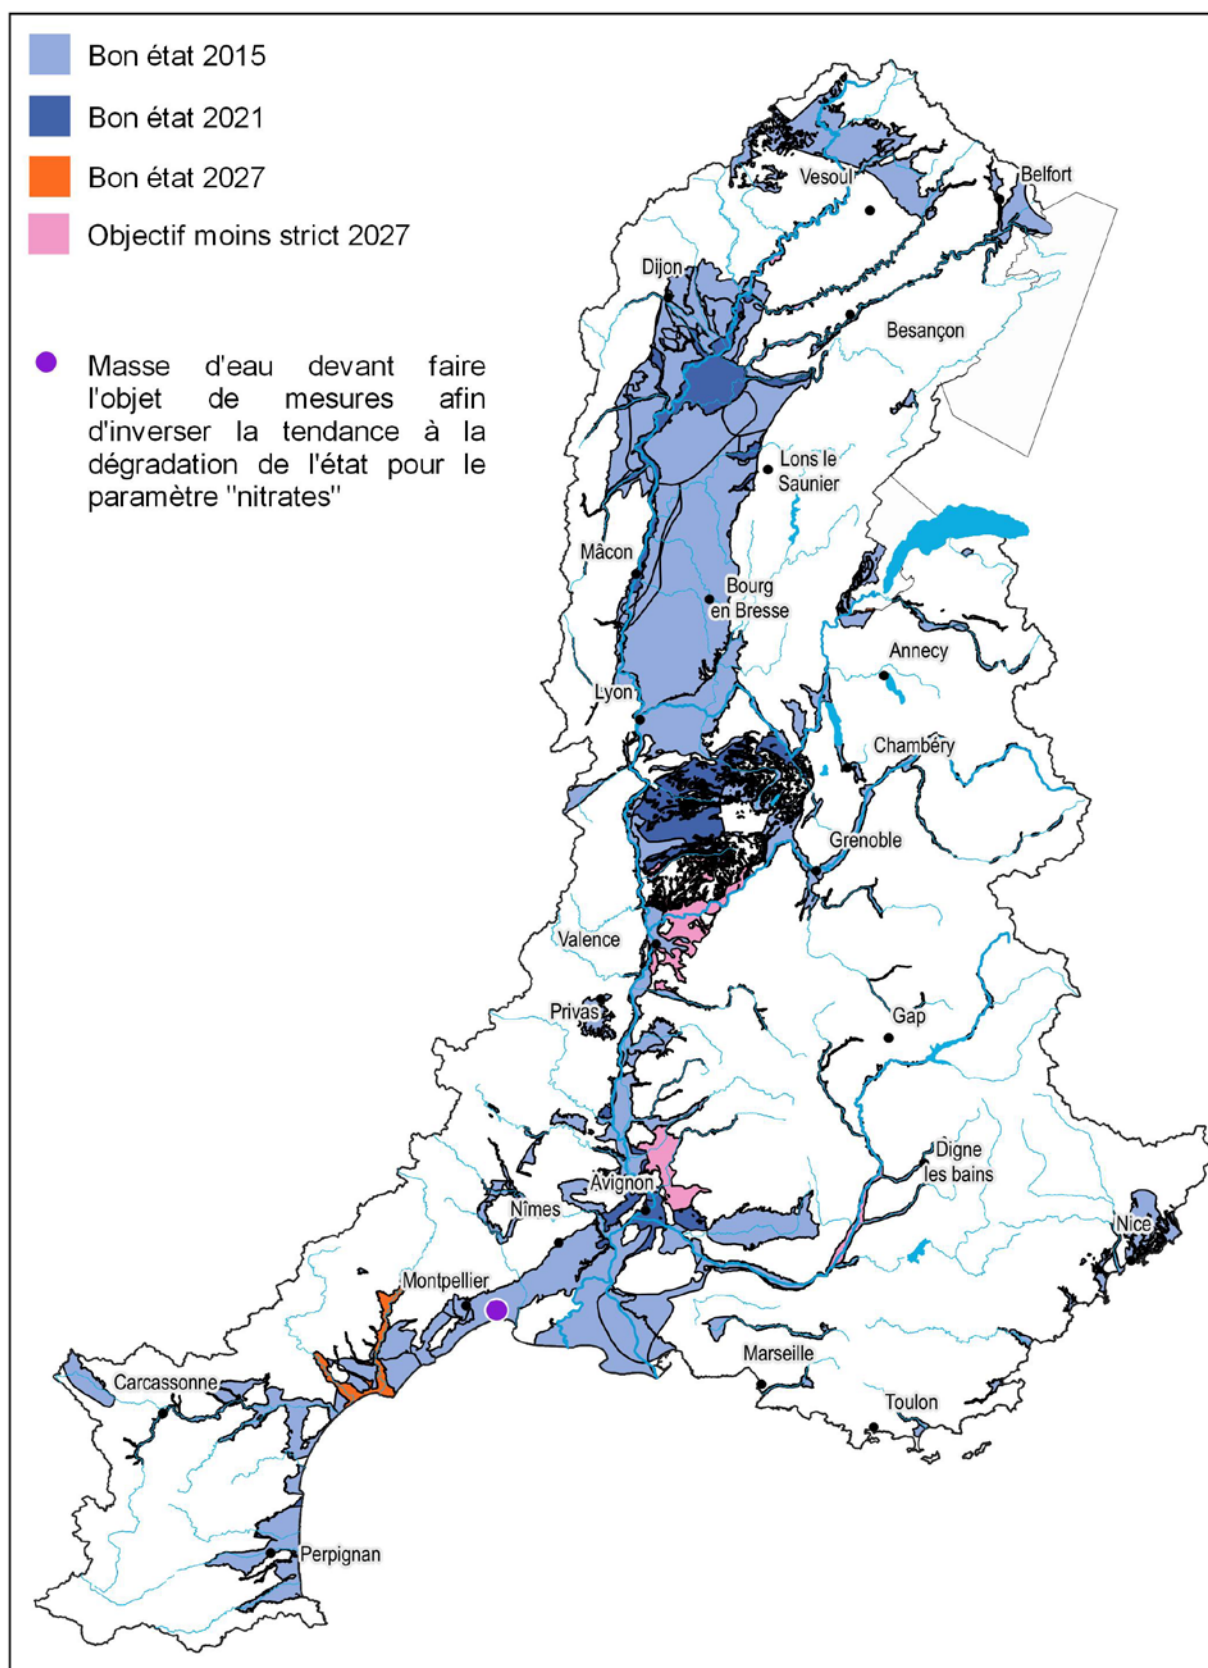 Bon état 2015
Bon état 2021
Bon état 2027
Objectif moins strict 2027
Masse d'eau devant faire
l'objet de mesures afin
d'inverser la tendance à la
dégradation de l'état pour le
paramètre "nitrates"
Vesoul
Belfort
Dijon
Besançon
Lons le
Saunier
Mâcon
Bourg
en Bresse
Annecy
Lyon
Chambéry
Grenoble
Valence
Privas
Gap
Digne
les bains
Avignon
Nîmes
Nice
Montpellier
Marseille
Carcassonne
Toulon
Perpignan